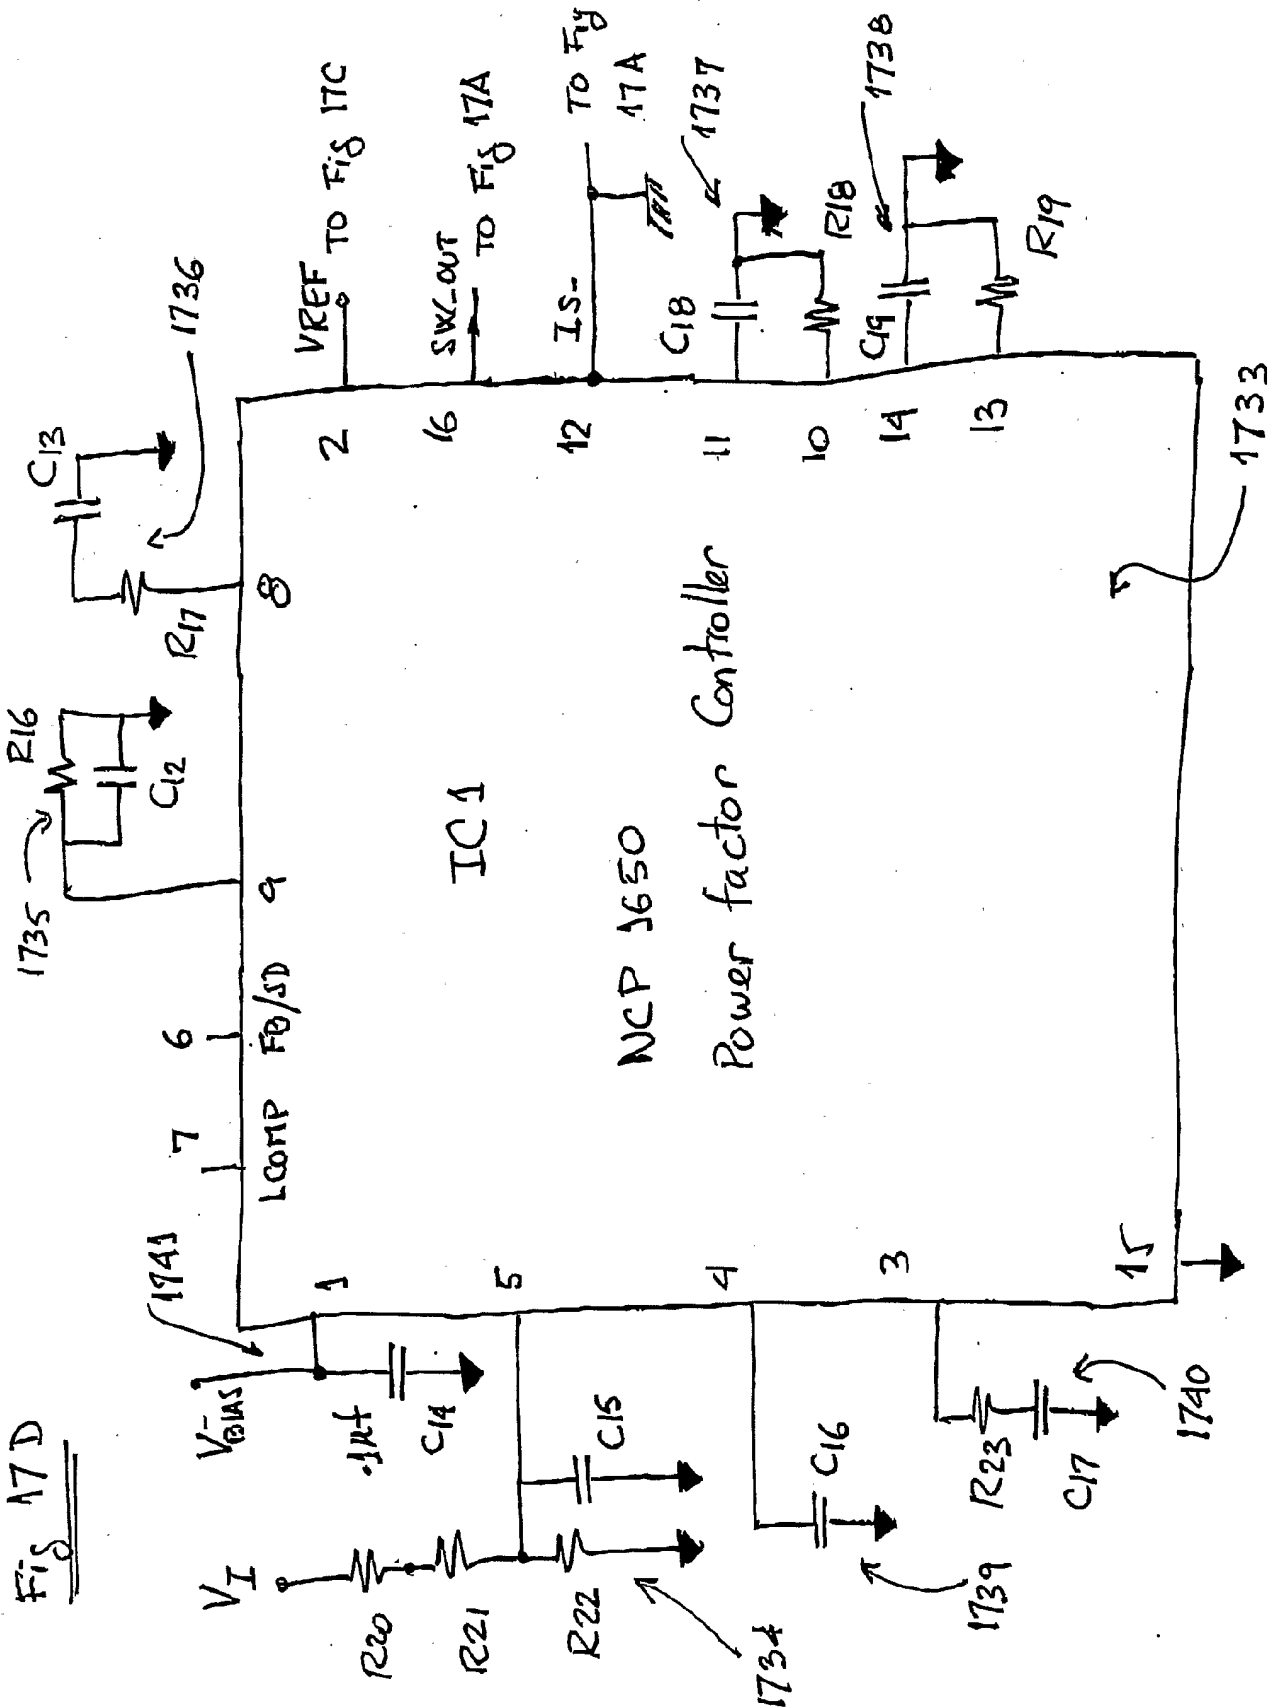 Fig 17D
1741
7
6
1735
R16
C12
R17
C13
1736
LCOMP
FB/SD
9
8
VI
VBIAS-
R20
R21
R22
1734
.1μf
C14
C15
C16
1739
R23
C17
1740
1
5
4
3
15
IC1
NCP 1650
Power factor Controller
1733
2
16
12
11
10
14
13
VREF TO Fig 17C
SW_OUT
TO Fig 17A
IS-
TO Fig
17A
C18
R18
1737
C19
R19
1738